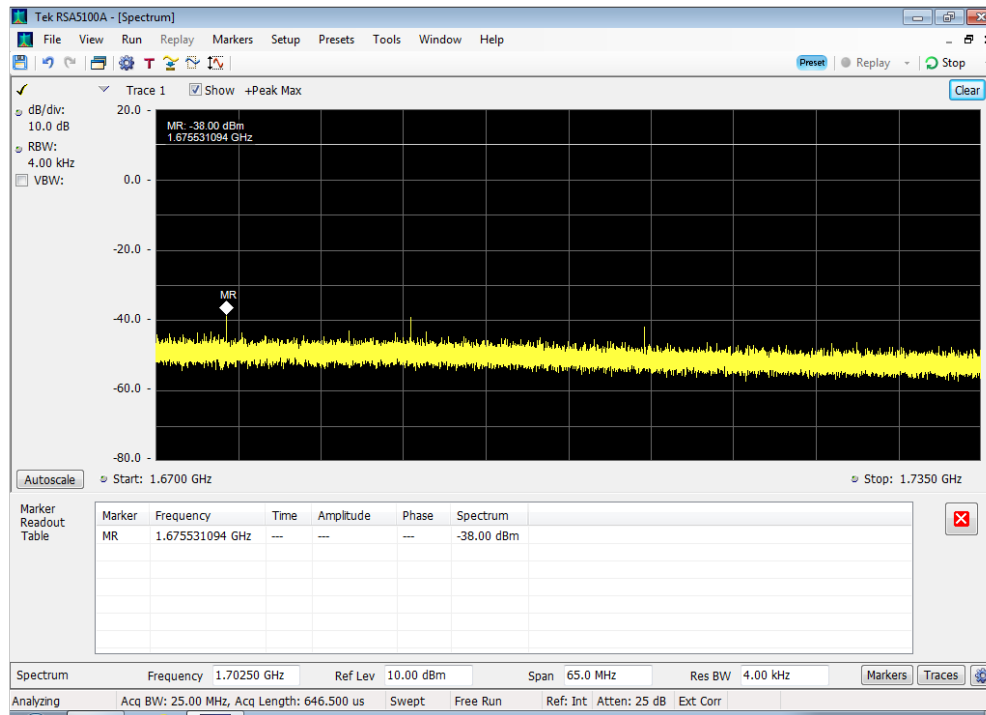 Tek RSA5100A - [Spectrum]
File View Run Replay Markers Setup Presets Tools Window Help
T Preset Replay Stop
Trace 1 Show +Peak Max Clear
dB/div:
10.0 dB
RBW:
4.00 kHz
VBW:
20.0
0.0
-20.0
-40.0
-60.0
-80.0
MR: -38.00 dBm
1.675531094 GHz
MR
Autoscale Start: 1.6700 GHz Stop: 1.7350 GHz
Marker
Readout
Table
Marker Frequency Time Amplitude Phase Spectrum
MR 1.675531094 GHz --- --- --- -38.00 dBm
Spectrum Frequency 1.70250 GHz Ref Lev 10.00 dBm Span 65.0 MHz Res BW 4.00 kHz Markers Traces
Analyzing Acq BW: 25.00 MHz, Acq Length: 646.500 us Swept Free Run Ref: Int Atten: 25 dB Ext Corr